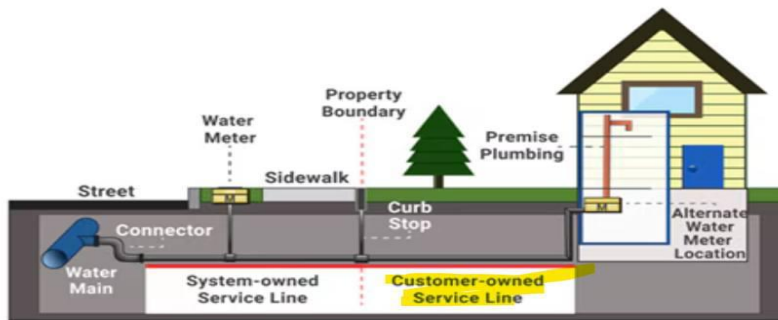 Property
Boundary
Water
Meter
Premise
Plumbing
Sidewalk
Street
M
Curb
Stop
M
Connector
Alternate
Water
Meter
Location
Water
Main
System-owned
Service Line
Customer-owned
Service Line